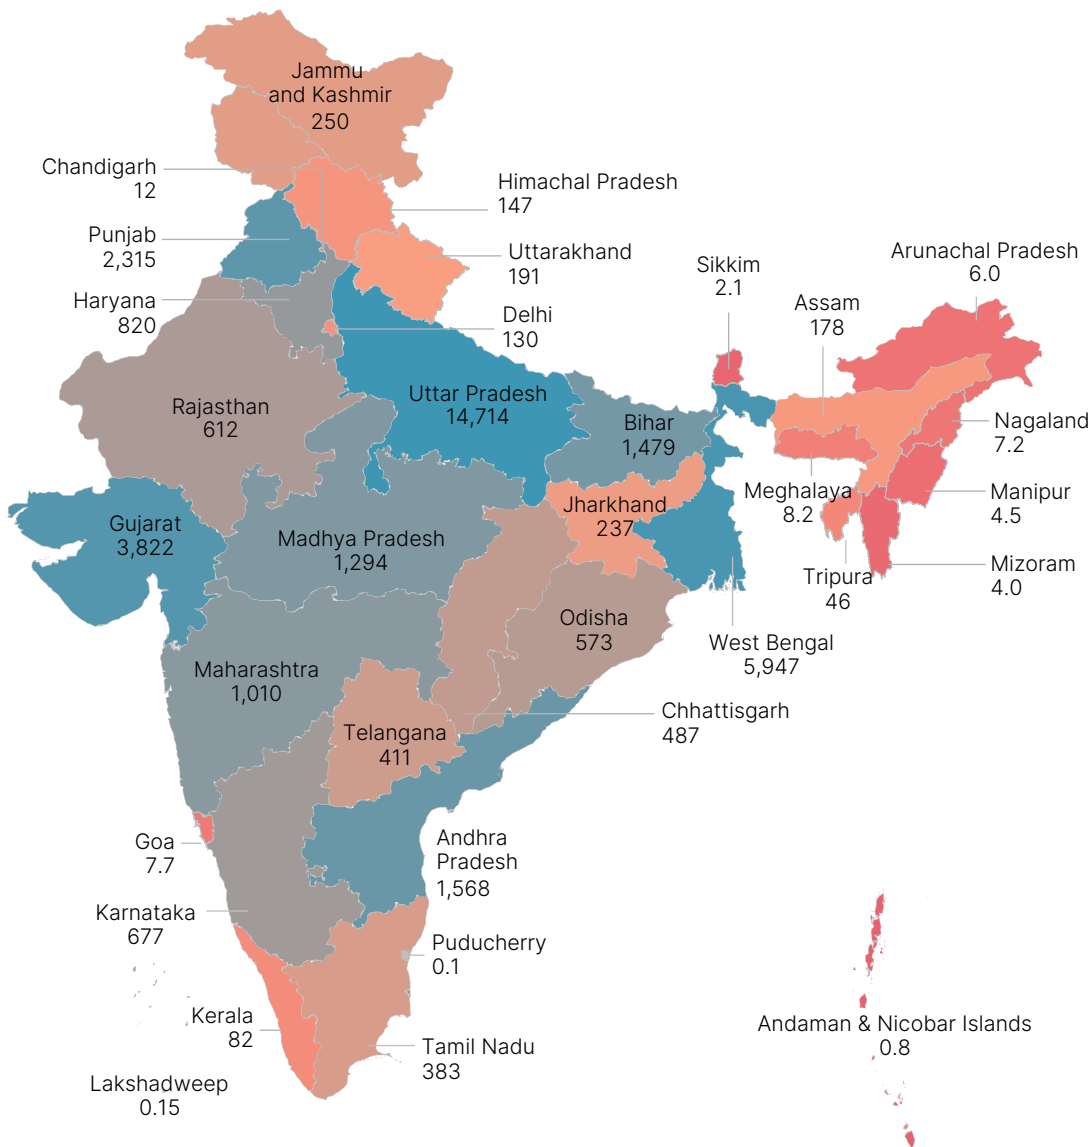 Jammu
and Kashmir
250
Chandigarh
12
Himachal Pradesh
147
Punjab
2,315
Uttarakhand
191
Sikkim
2.1
Arunachal Pradesh
6.0
Haryana
820
Delhi
130
Assam
178
Rajasthan
612
Uttar Pradesh
14,714
Bihar
1,479
Nagaland
7.2
Gujarat
3,822
Madhya Pradesh
1,294
Jharkhand
237
Meghalaya
8.2
Manipur
4.5
Tripura
46
Mizoram
4.0
Odisha
573
West Bengal
5,947
Maharashtra
1,010
Chhattisgarh
487
Telangana
411
Goa
7.7
Andhra
Pradesh
1,568
Karnataka
677
Puducherry
0.1
Kerala
82
Tamil Nadu
383
Andaman & Nicobar Islands
0.8
Lakshadweep
0.15